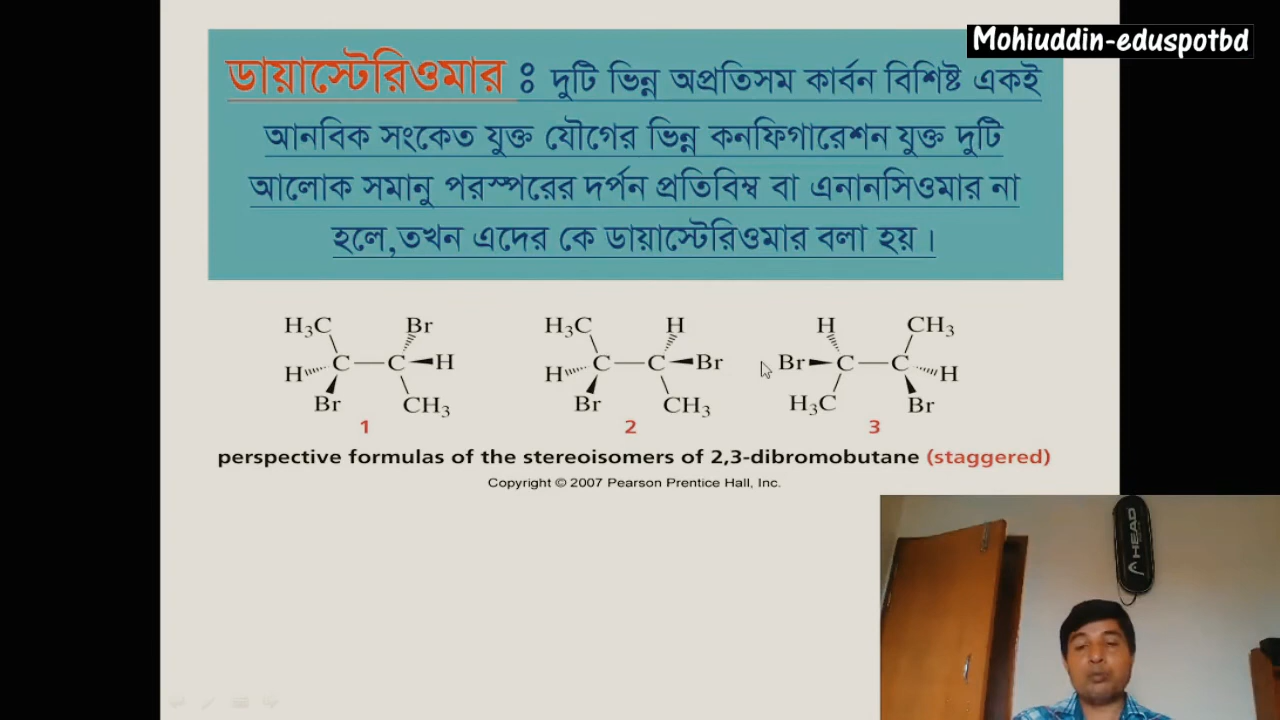 Mohiuddin-eduspotbd
ডায়াস্টেরিওমার ঃ দুটি ভিন্ন অপ্রতিসম কার্বন বিশিষ্ট একই
আনবিক সংকেত যুক্ত যৌগের ভিন্ন কনফিগারেশন যুক্ত দুটি
আলোক সমানু পরস্পরের দর্পন প্রতিবিম্ব বা এনানসিওমার না
হলে,তখন এদের কে ডায়াস্টেরিওমার বলা হয়।
H₃C Br H₃C H H CH₃
H C C H H C C Br Br C C H
Br CH₃ Br CH₃ H₃C Br
1 2 3
perspective formulas of the stereoisomers of 2,3-dibromobutane (staggered)
Copyright © 2007 Pearson Prentice Hall, Inc.
HEAD